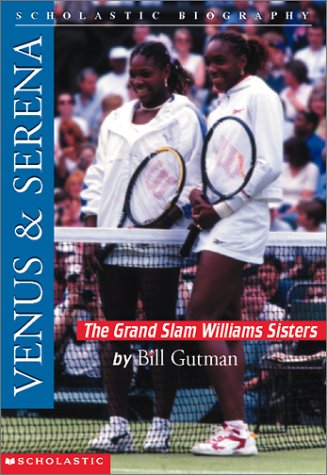 SCHOLASTIC BIOGRAPHY
VENUS & SERENA
The Grand Slam Williams Sisters
by Bill Gutman
SCHOLASTIC